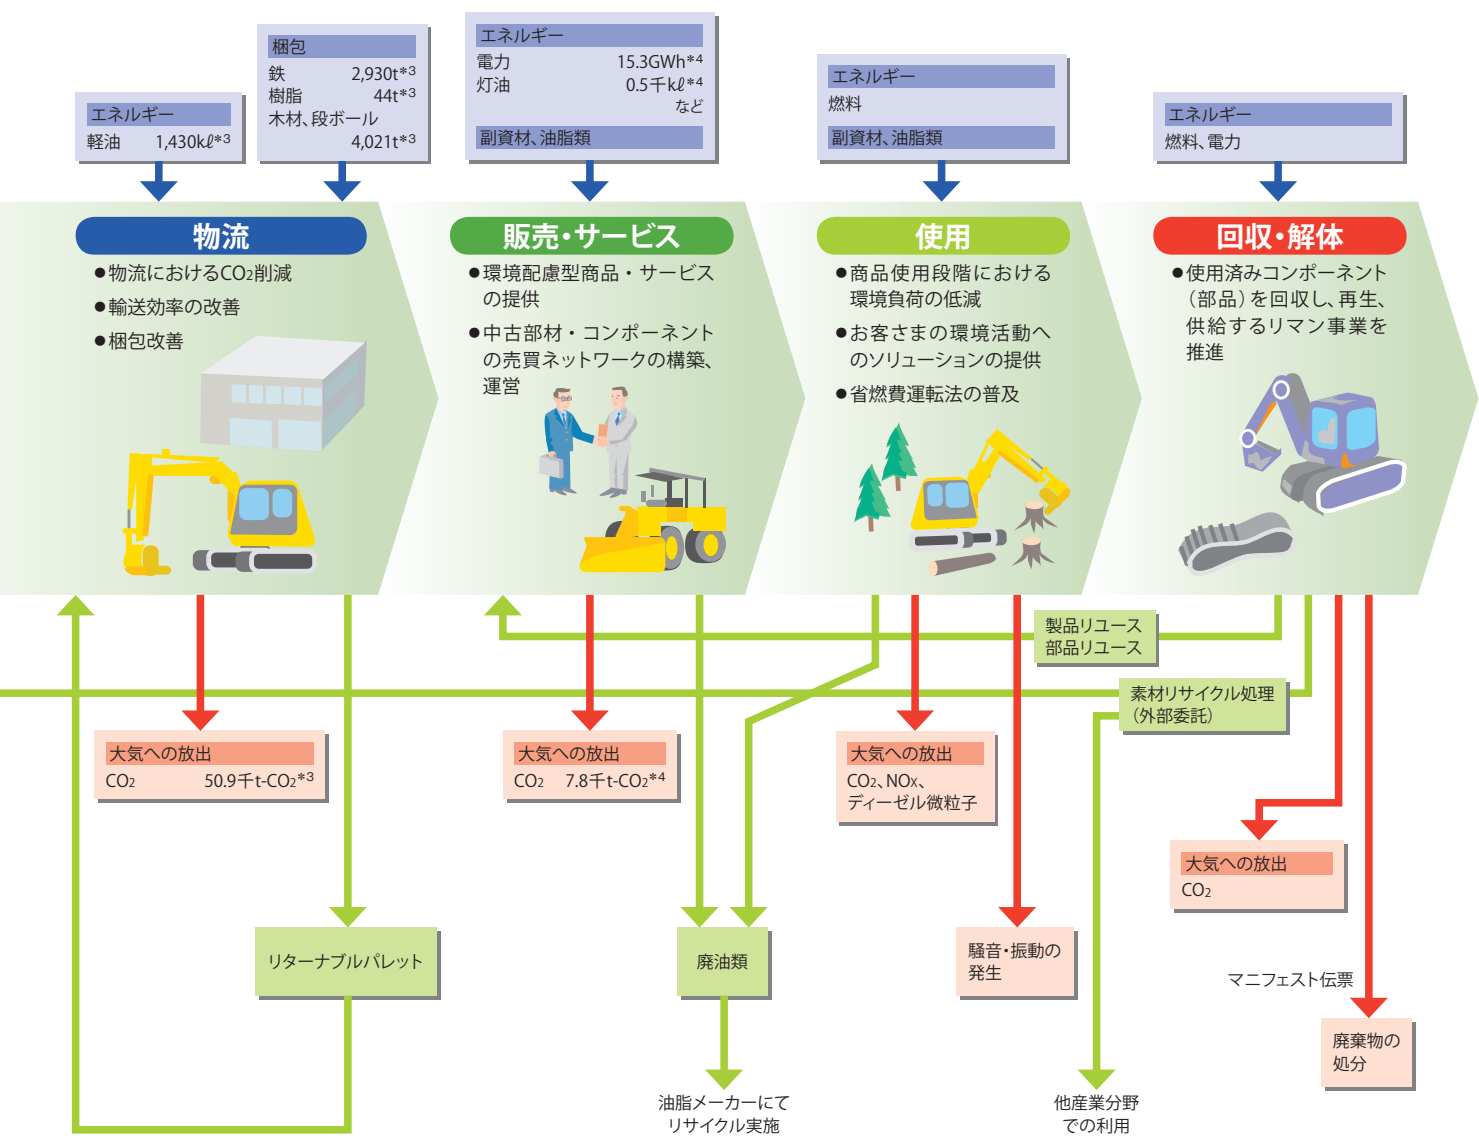 エネルギー
軽油 1,430kℓ*3
梱包
鉄 2,930t*3
樹脂 44t*3
木材、段ボール
4,021t*3
エネルギー
電力 15.3GWh*4
灯油 0.5千kℓ*4
など
副資材、油脂類
エネルギー
燃料
副資材、油脂類
エネルギー
燃料、電力
物流
●物流におけるCO2削減
●輸送効率の改善
●梱包改善
販売・サービス
●環境配慮型商品・サービス
の提供
●中古部材・コンポーネント
の売買ネットワークの構築、
運営
使用
●商品使用段階における
環境負荷の低減
●お客さまの環境活動へ
のソリューションの提供
●省燃費運転法の普及
回収・解体
●使用済みコンポーネント
（部品）を回収し、再生、
供給するリマン事業を
推進
製品リユース
部品リユース
素材リサイクル処理
（外部委託）
大気への放出
CO2 50.9千t-CO2*3
大気への放出
CO2 7.8千t-CO2*4
大気への放出
CO2、NOX、
ディーゼル微粒子
大気への放出
CO2
リターナブルパレット
廃油類
騒音・振動の
発生
マニフェスト伝票
廃棄物の
処分
油脂メーカーにて
リサイクル実施
他産業分野
での利用